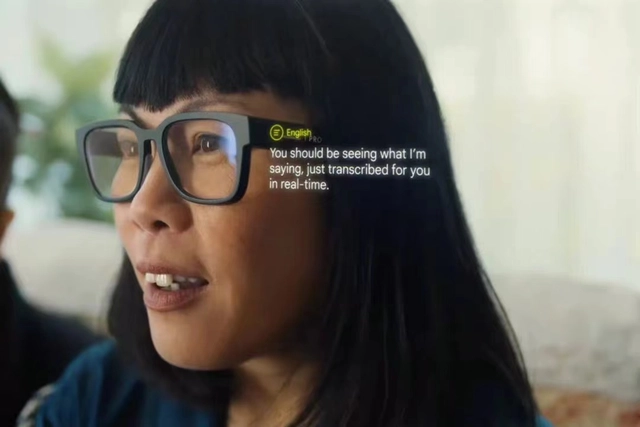 English
You should be seeing what I'm
saying, just transcribed for you
in real-time.